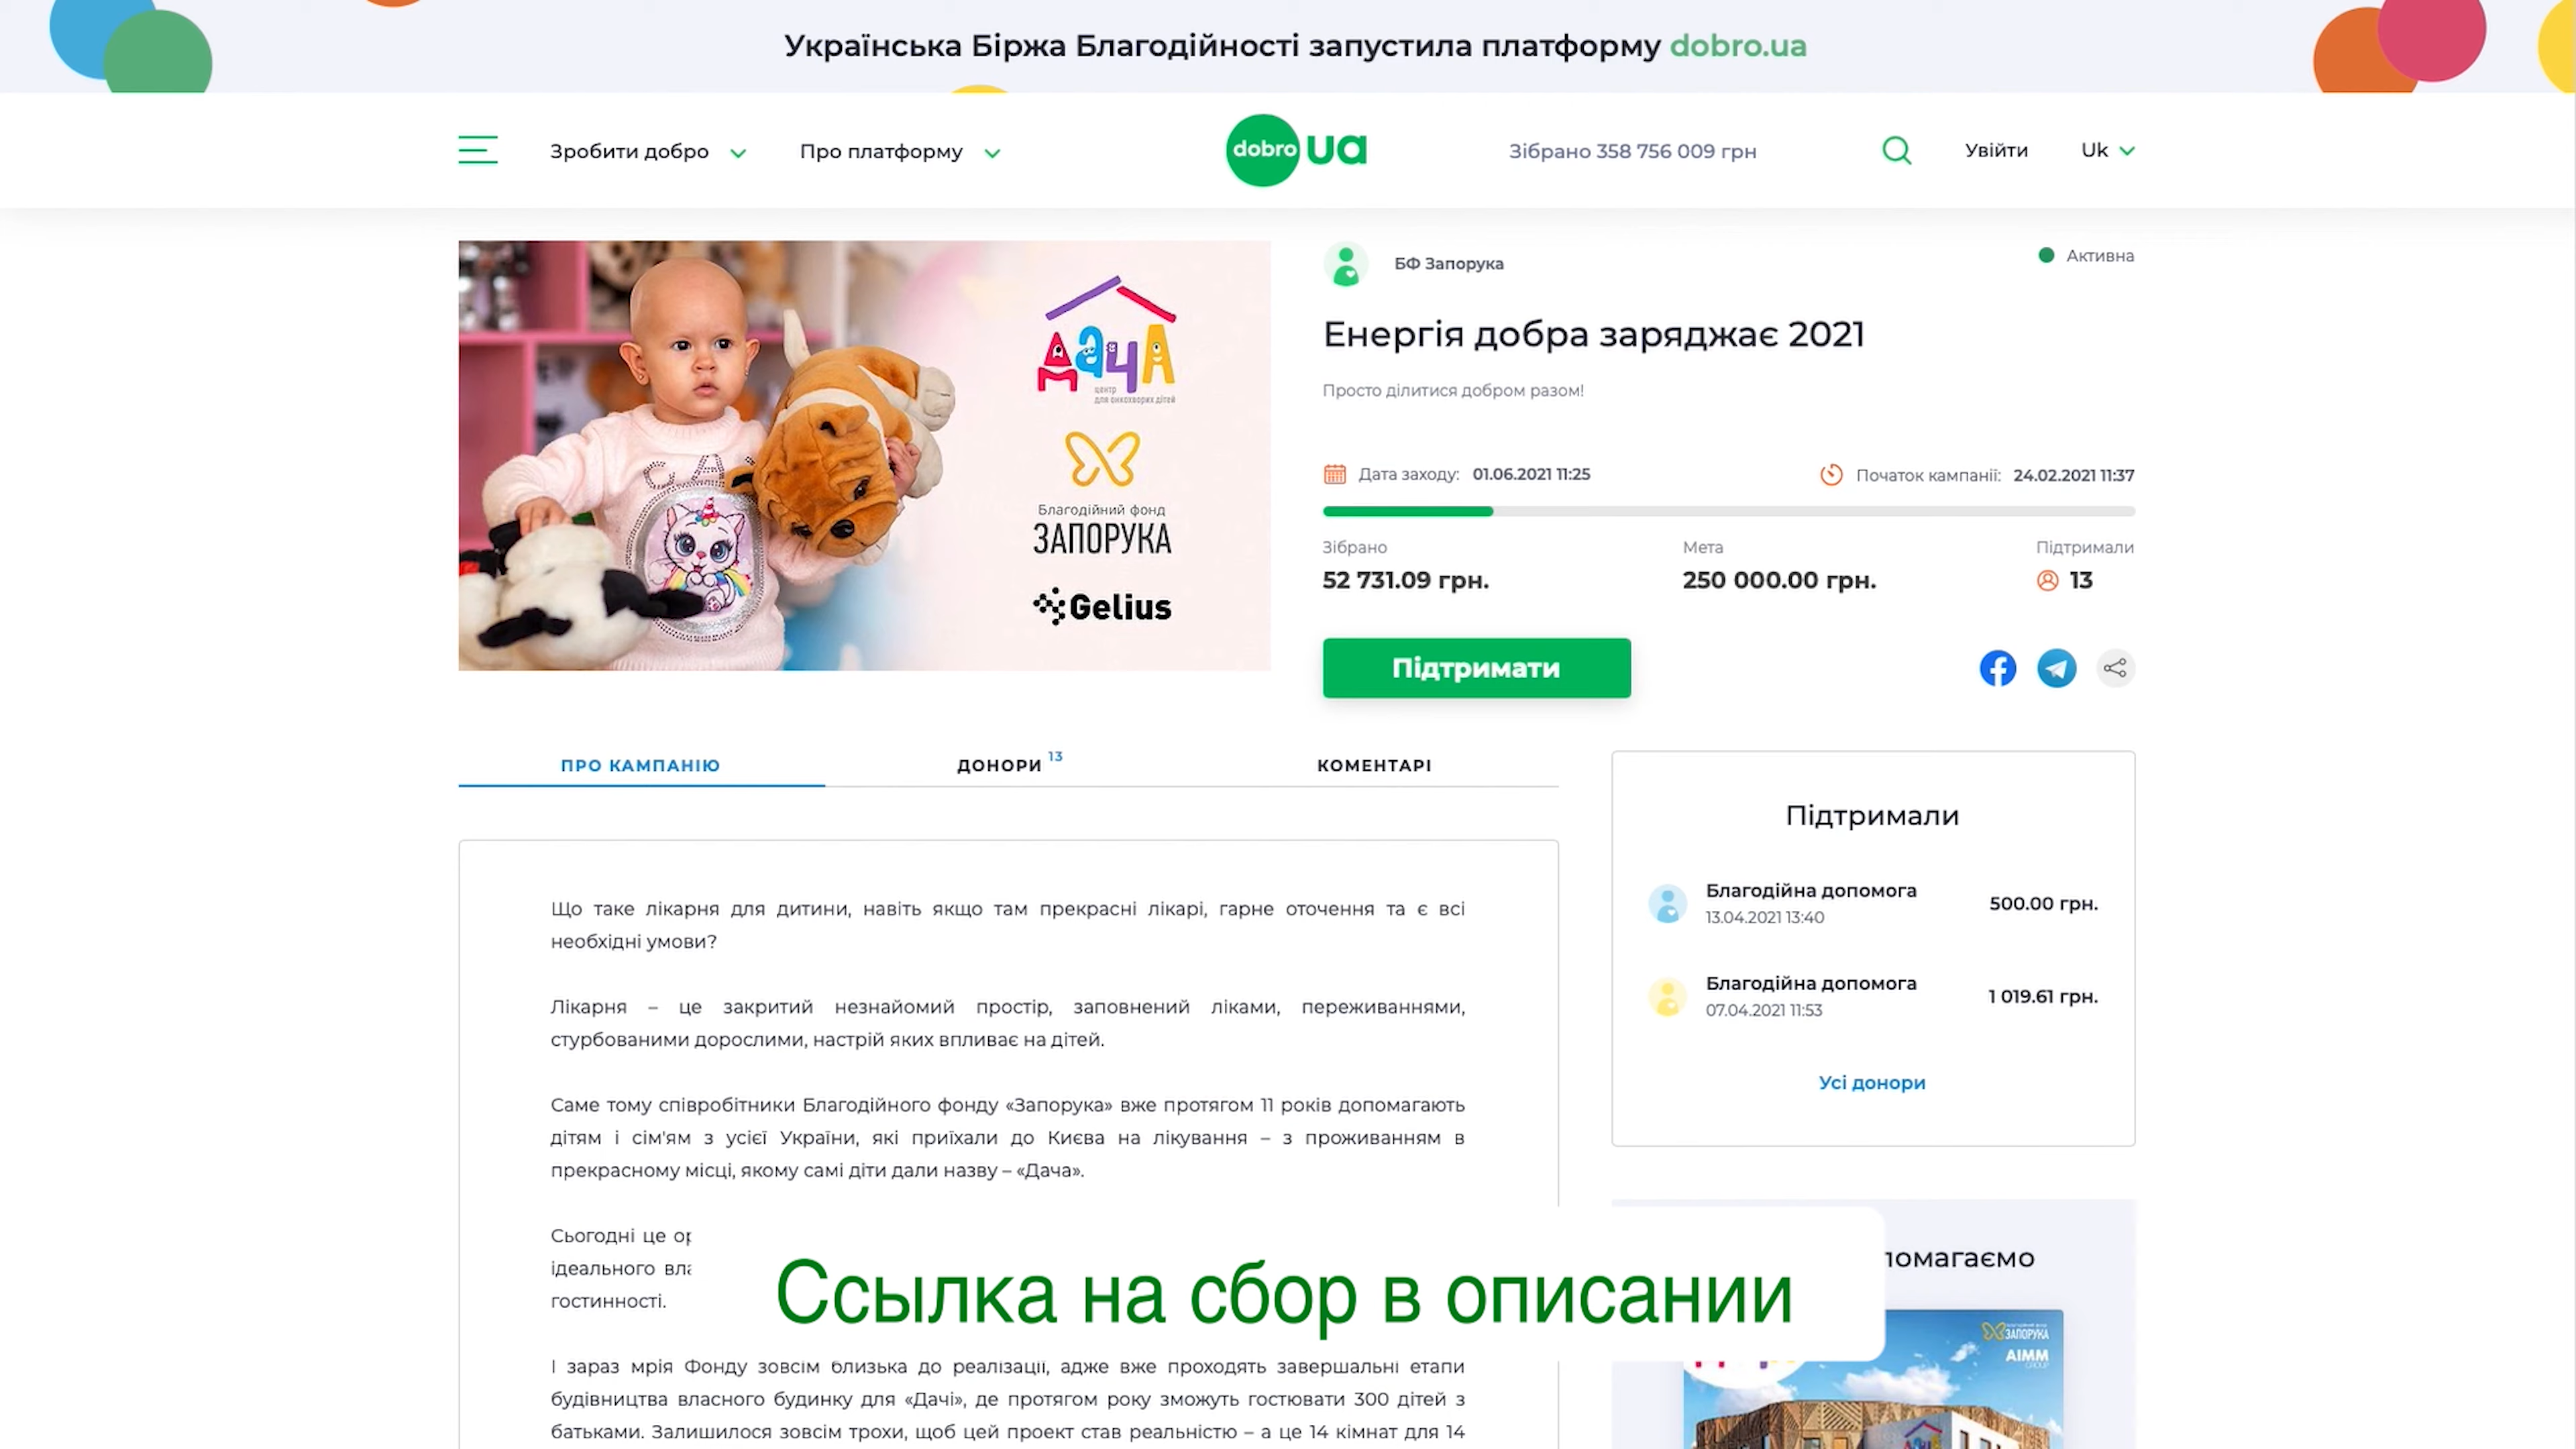 Українська Біржа Благодійності запустила платформу dobro.ua
Зробити добро
Про платформу
dobro ua
Зібрано 358 756 009 грн
Увійти
Uk
Дача
центр
для онкохворих дітей
Благодійний фонд
ЗАПОРУКА
Gelius
БФ Запорука
Активна
Енергія добра заряджає 2021
Просто ділитися добром разом!
Дата заходу: 01.06.2021 11:25
Початок кампанії: 24.02.2021 11:37
Зібрано
52 731.09 грн.
Мета
250 000.00 грн.
Підтримали
13
Підтримати
ПРО КАМПАНІЮ
ДОНОРИ 13
КОМЕНТАРІ
Що таке лікарня для дитини, навіть якщо там прекрасні лікарі, гарне оточення та є всі
необхідні умови?
Лікарня – це закритий незнайомий простір, заповнений ліками, переживаннями,
стурбованими дорослими, настрій яких впливає на дітей.
Саме тому співробітники Благодійного фонду «Запорука» вже протягом 11 років допомагають
дітям і сім'ям з усієї України, які приїхали до Києва на лікування – з проживанням в
прекрасному місці, якому самі діти дали назву – «Дача».
Сьогодні це
ідеального
гостинності.
І зараз мрія Фонду зовсім близька до реалізації, адже вже проходять завершальні етапи
будівництва власного будинку для «Дачі», де протягом року зможуть гостювати 300 дітей з
батьками. Залишилося зовсім трохи, щоб цей проект став реальністю – а це 14 кімнат для 14
Підтримали
Благодійна допомога
13.04.2021 13:40
500.00 грн.
Благодійна допомога
07.04.2021 11:53
1 019.61 грн.
Усі донори
помагаємо
ЗАПОРУКА
AIMM
GROUP
Ссылка на сбор в описании